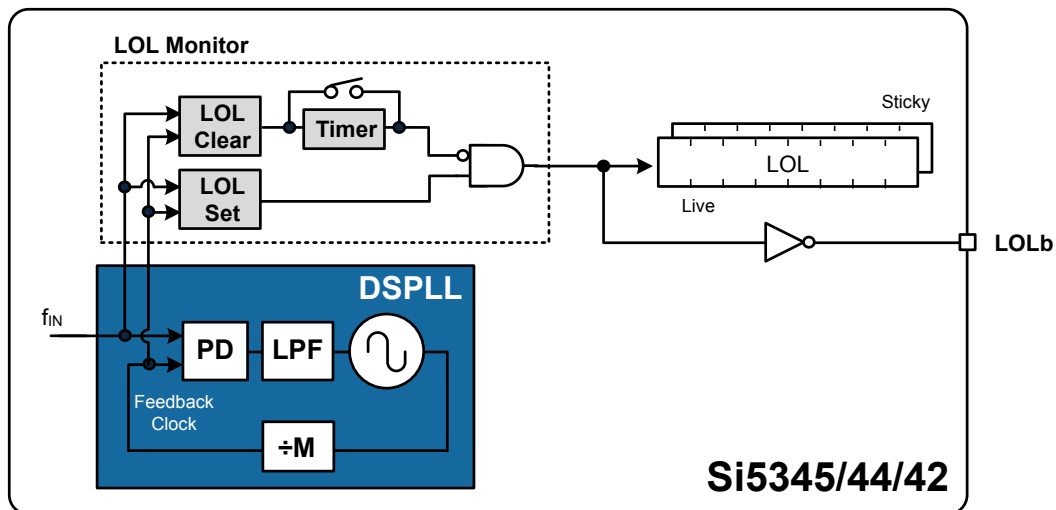 LOL Monitor
LOL
Clear
Timer
LOL
Set
Sticky
LOL
Live
LOLb
DSPLL
fIN
PD
LPF
Feedback
Clock
÷M
Si5345/44/42